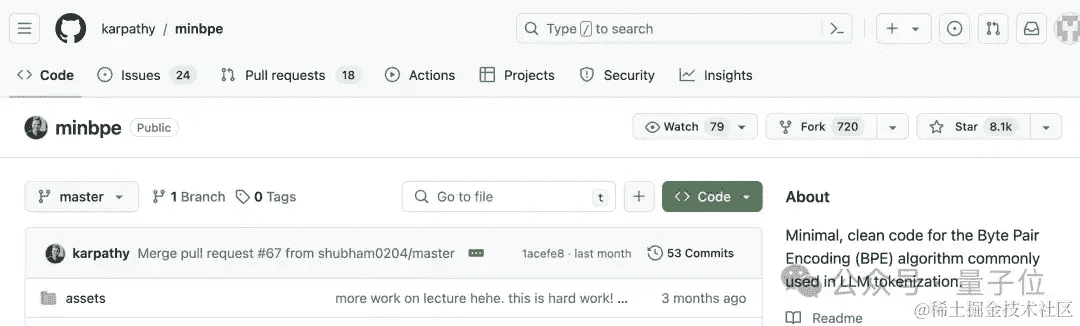 karpathy / minbpe
Type / to search
Code
Issues 24
Pull requests 18
Actions
Projects
Security
Insights
minbpe Public
Watch 79
Fork 720
Star 8.1k
master
1 Branch
0 Tags
Go to file t
Code
karpathy Merge pull request #67 from shubham0204/master
1acefe8 · last month
53 Commits
assets
more work on lecture hehe. this is hard work! ...
3 months ago
About
Minimal, clean code for the Byte Pair
Encoding (BPE) algorithm commonly
used in LLM tokenization.
Readme
公众号 · 量子位
@稀土掘金技术社区